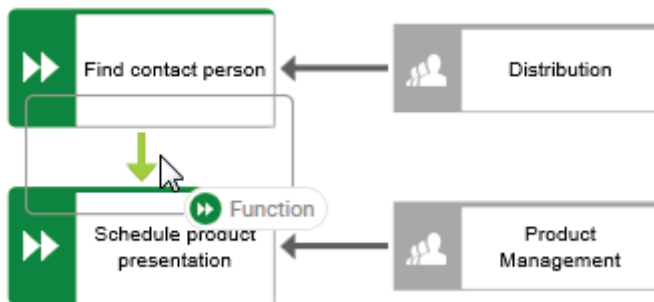 Find contact person
Distribution
Function
Schedule product
presentation
Product
Management